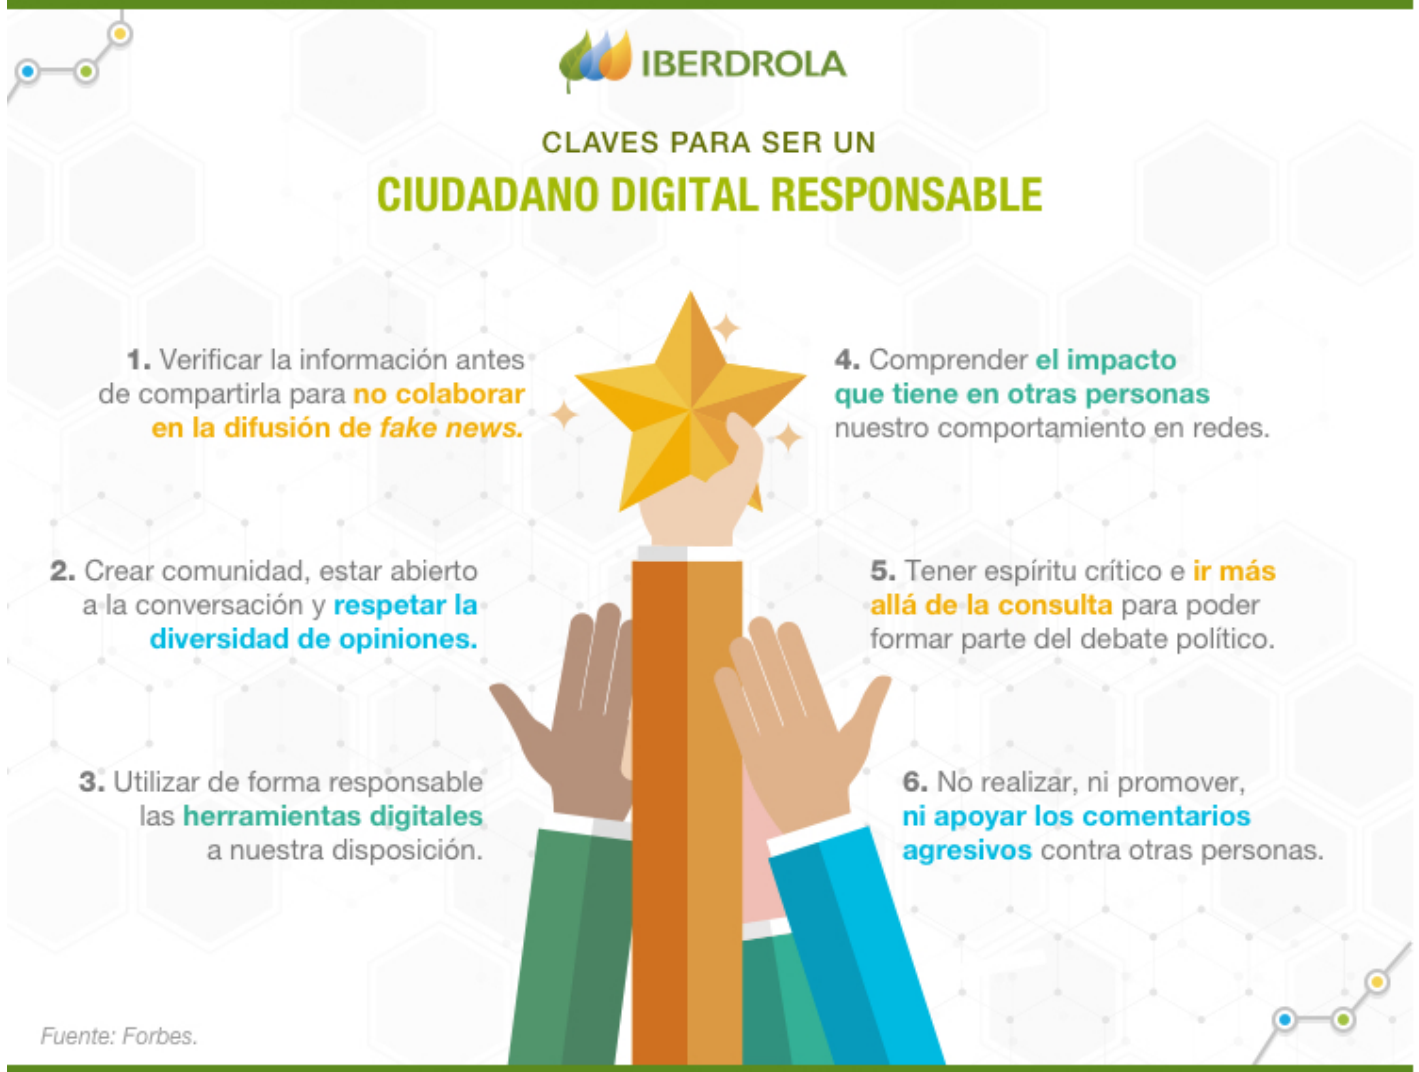 IBERDROLA
CLAVES PARA SER UN
CIUDADANO DIGITAL RESPONSABLE
1. Verificar la información antes
de compartirla para no colaborar
en la difusión de fake news.
2. Crear comunidad, estar abierto
a la conversación y respetar la
diversidad de opiniones.
3. Utilizar de forma responsable
las herramientas digitales
a nuestra disposición.
4. Comprender el impacto
que tiene en otras personas
nuestro comportamiento en redes.
5. Tener espíritu crítico e ir más
allá de la consulta para poder
formar parte del debate político.
6. No realizar, ni promover,
ni apoyar los comentarios
agresivos contra otras personas.
Fuente: Forbes.